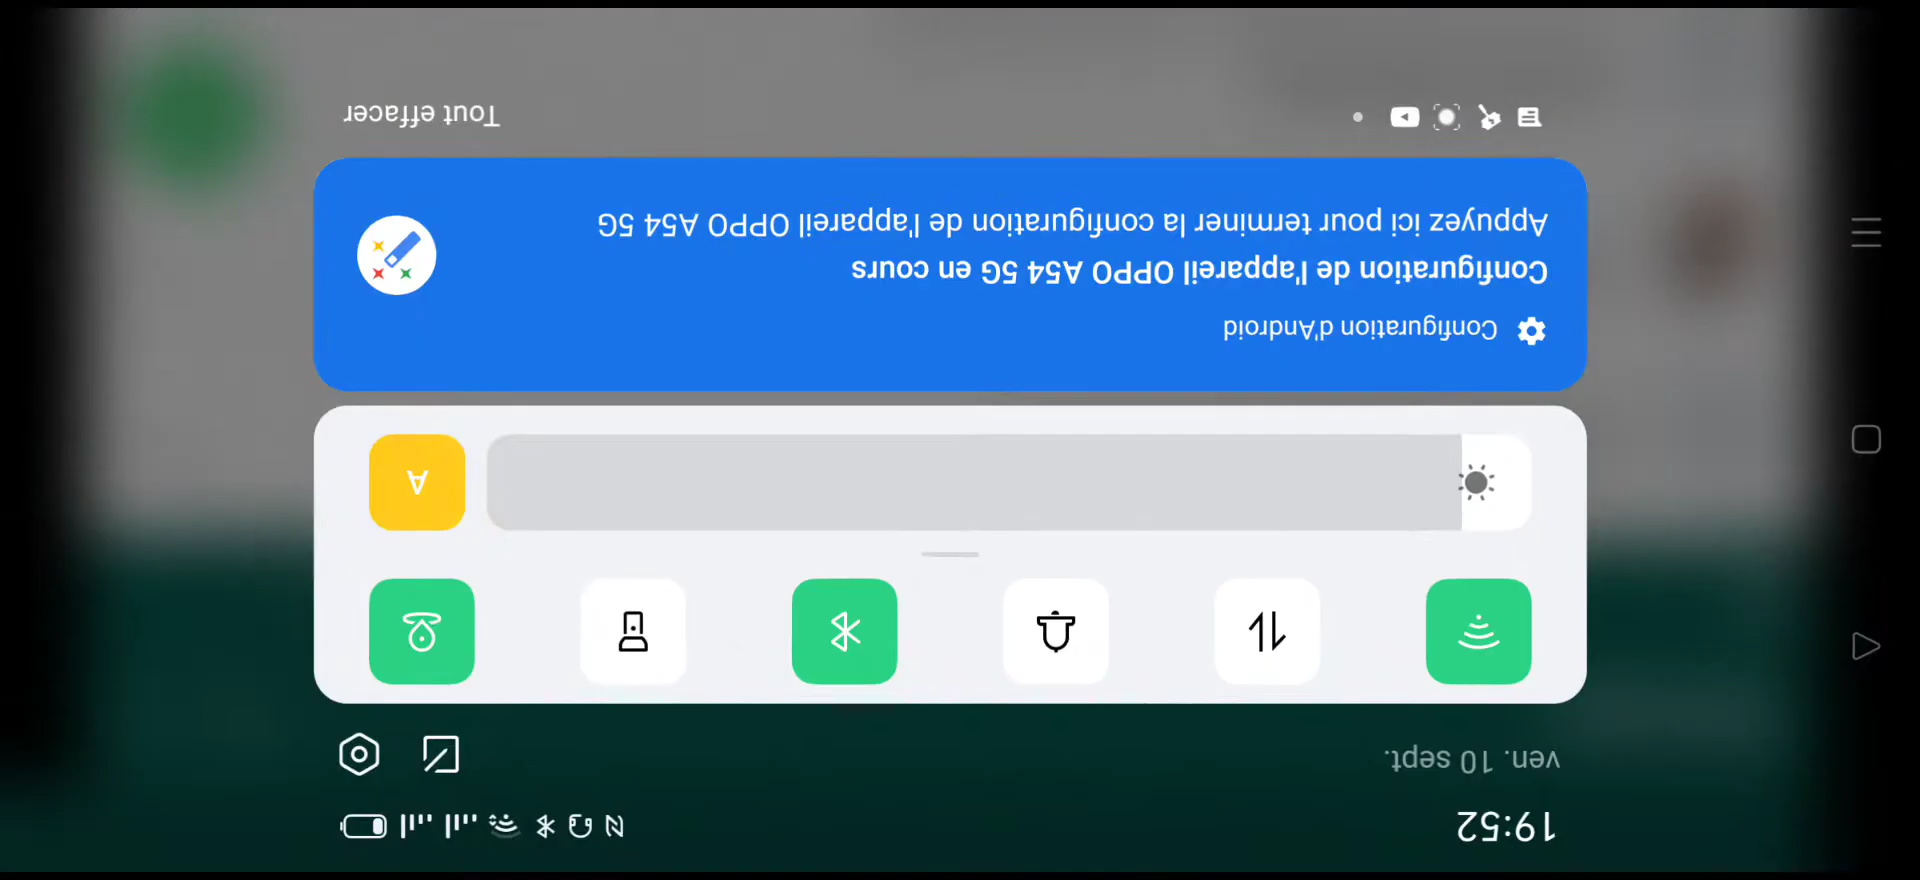 19:52
ven. 10 sept.
A
Configuration d'Android
Configuration de l'appareil OPPO A54 5G en cours
Appuyez ici pour terminer la configuration de l'appareil OPPO A54 5G
Tout effacer